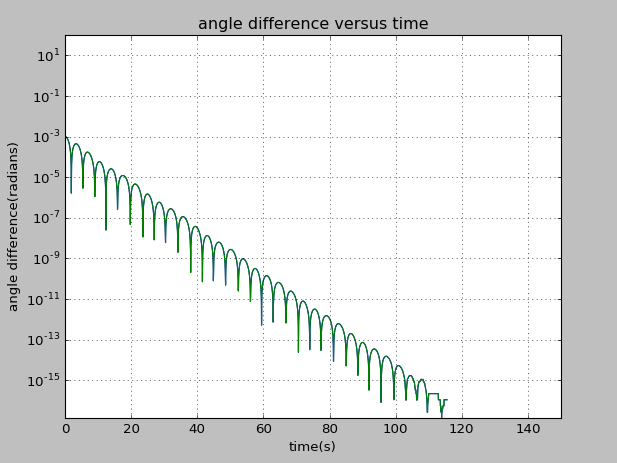 angle difference versus time
angle difference(radians)
10^1
10^-1
10^-3
10^-5
10^-7
10^-9
10^-11
10^-13
10^-15
0 20 40 60 80 100 120 140
time(s)